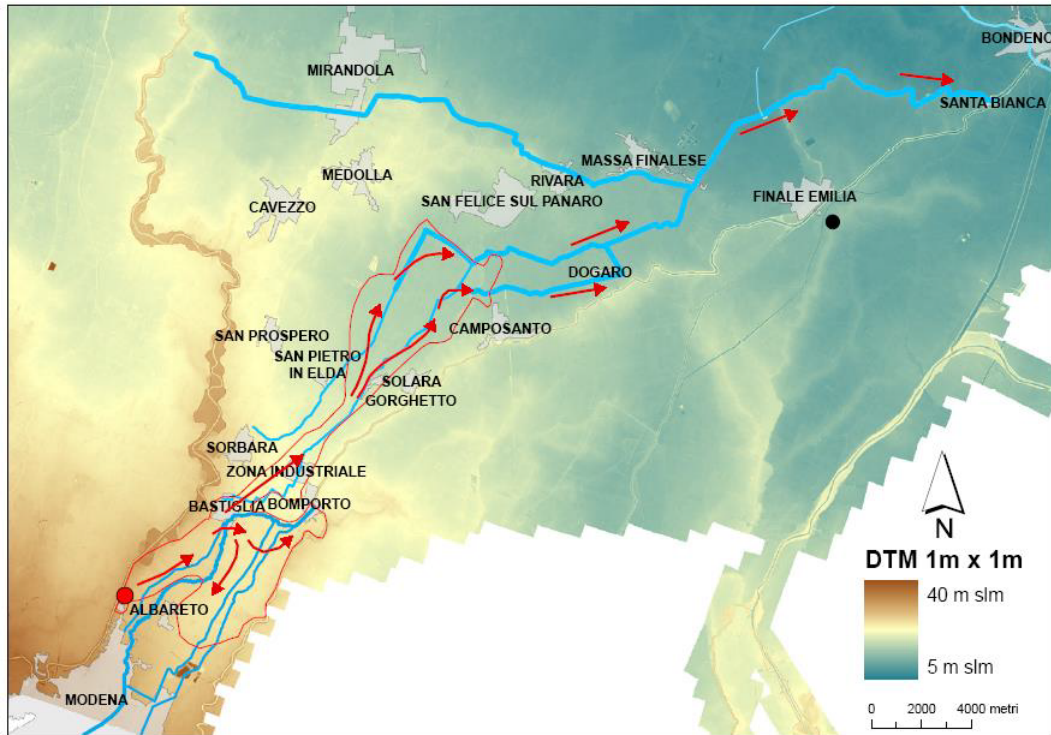 BONDENO
MIRANDOLA
SANTA BIANCA
MASSA FINALESE
MEDOLLA
RIVARA
FINALE EMILIA
CAVEZZO
SAN FELICE SUL PANARO
DOGARO
SAN PROSPERO
CAMPOSANTO
SAN PIETRO
IN ELDA
SOLARA
GORGHETTO
SORBARA
ZONA INDUSTRIALE
BASTIGLIA
BOMPORTO
ALBARETO
MODENA
N
DTM 1m x 1m
40 m slm
5 m slm
0 2000 4000 metri